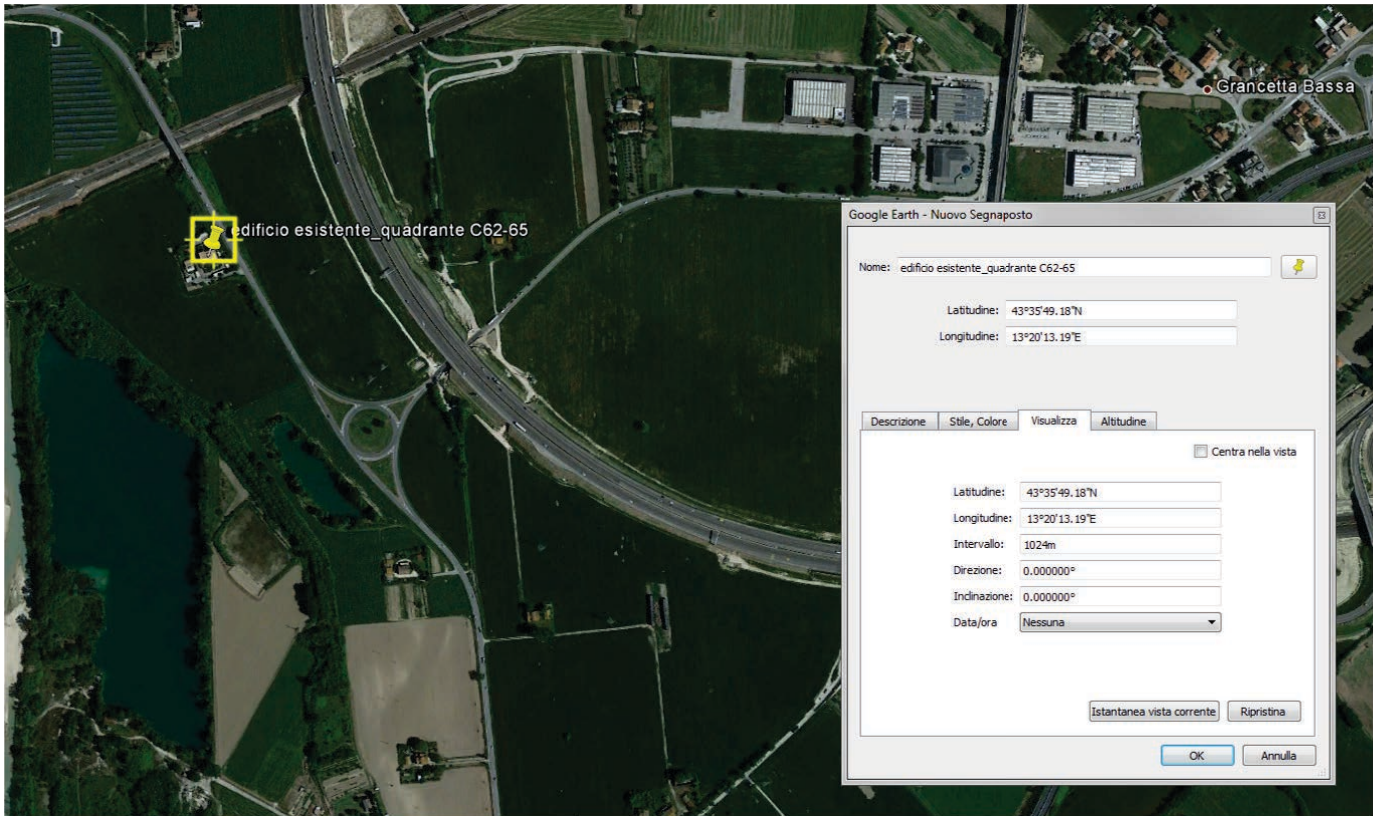 Grancetta Bassa
edificio esistente_quadrante C62-65
Google Earth - Nuovo Segnaposto
Nome: edificio esistente_quadrante C62-65
Latitudine: 43°35'49.18"N
Longitudine: 13°20'13.19"E
Descrizione Stile, Colore Visualizza Altitudine
Centra nella vista
Latitudine: 43°35'49.18"N
Longitudine: 13°20'13.19"E
Intervallo: 1024m
Direzione: 0.000000°
Inclinazione: 0.000000°
Data/ora Nessuna
Istantanea vista corrente Ripristina
OK Annulla